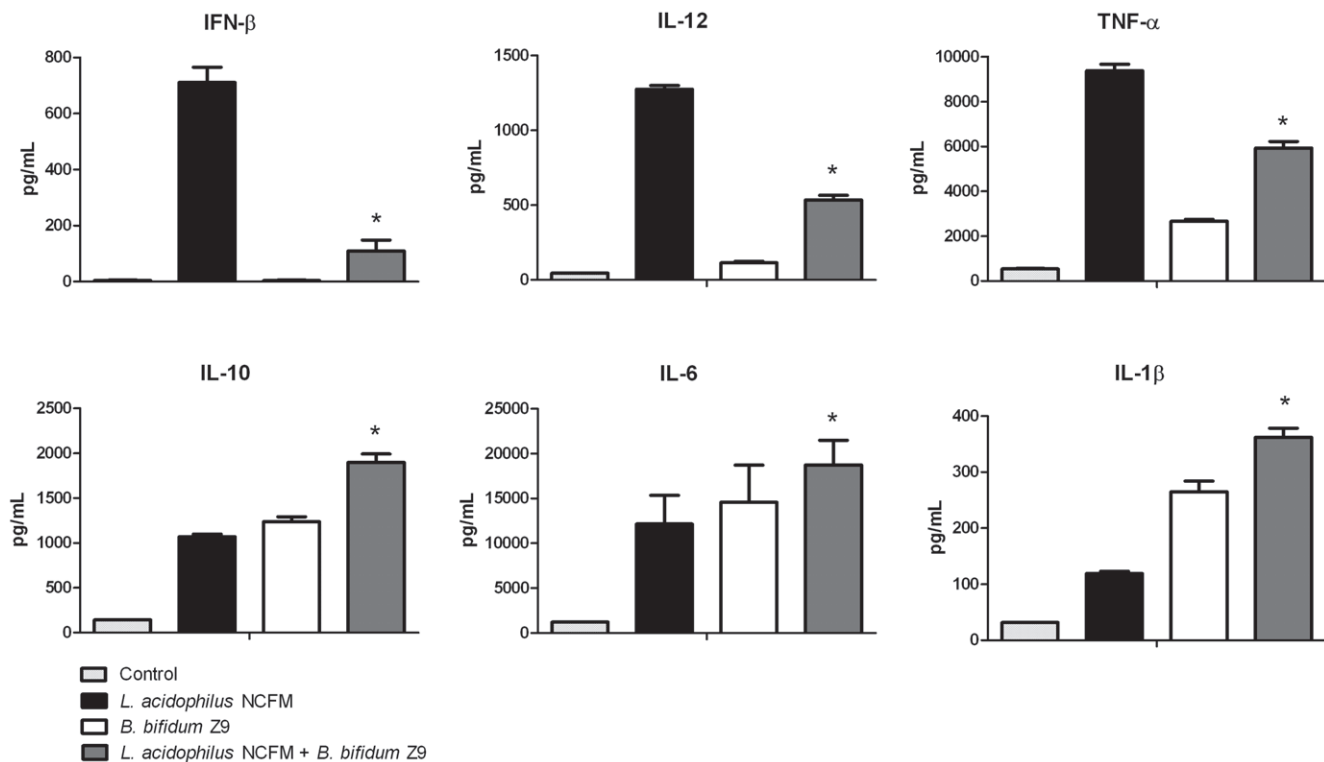 IFN-β
IL-12
TNF-α
pg/mL
800
600
400
200
0
*
pg/mL
1500
1000
500
0
*
pg/mL
10000
8000
6000
4000
2000
0
*
IL-10
IL-6
IL-1β
pg/mL
2500
2000
1500
1000
500
0
*
pg/mL
25000
20000
15000
10000
5000
0
*
pg/mL
400
300
200
100
0
*
Control
L. acidophilus NCFM
B. bifidum Z9
L. acidophilus NCFM + B. bifidum Z9